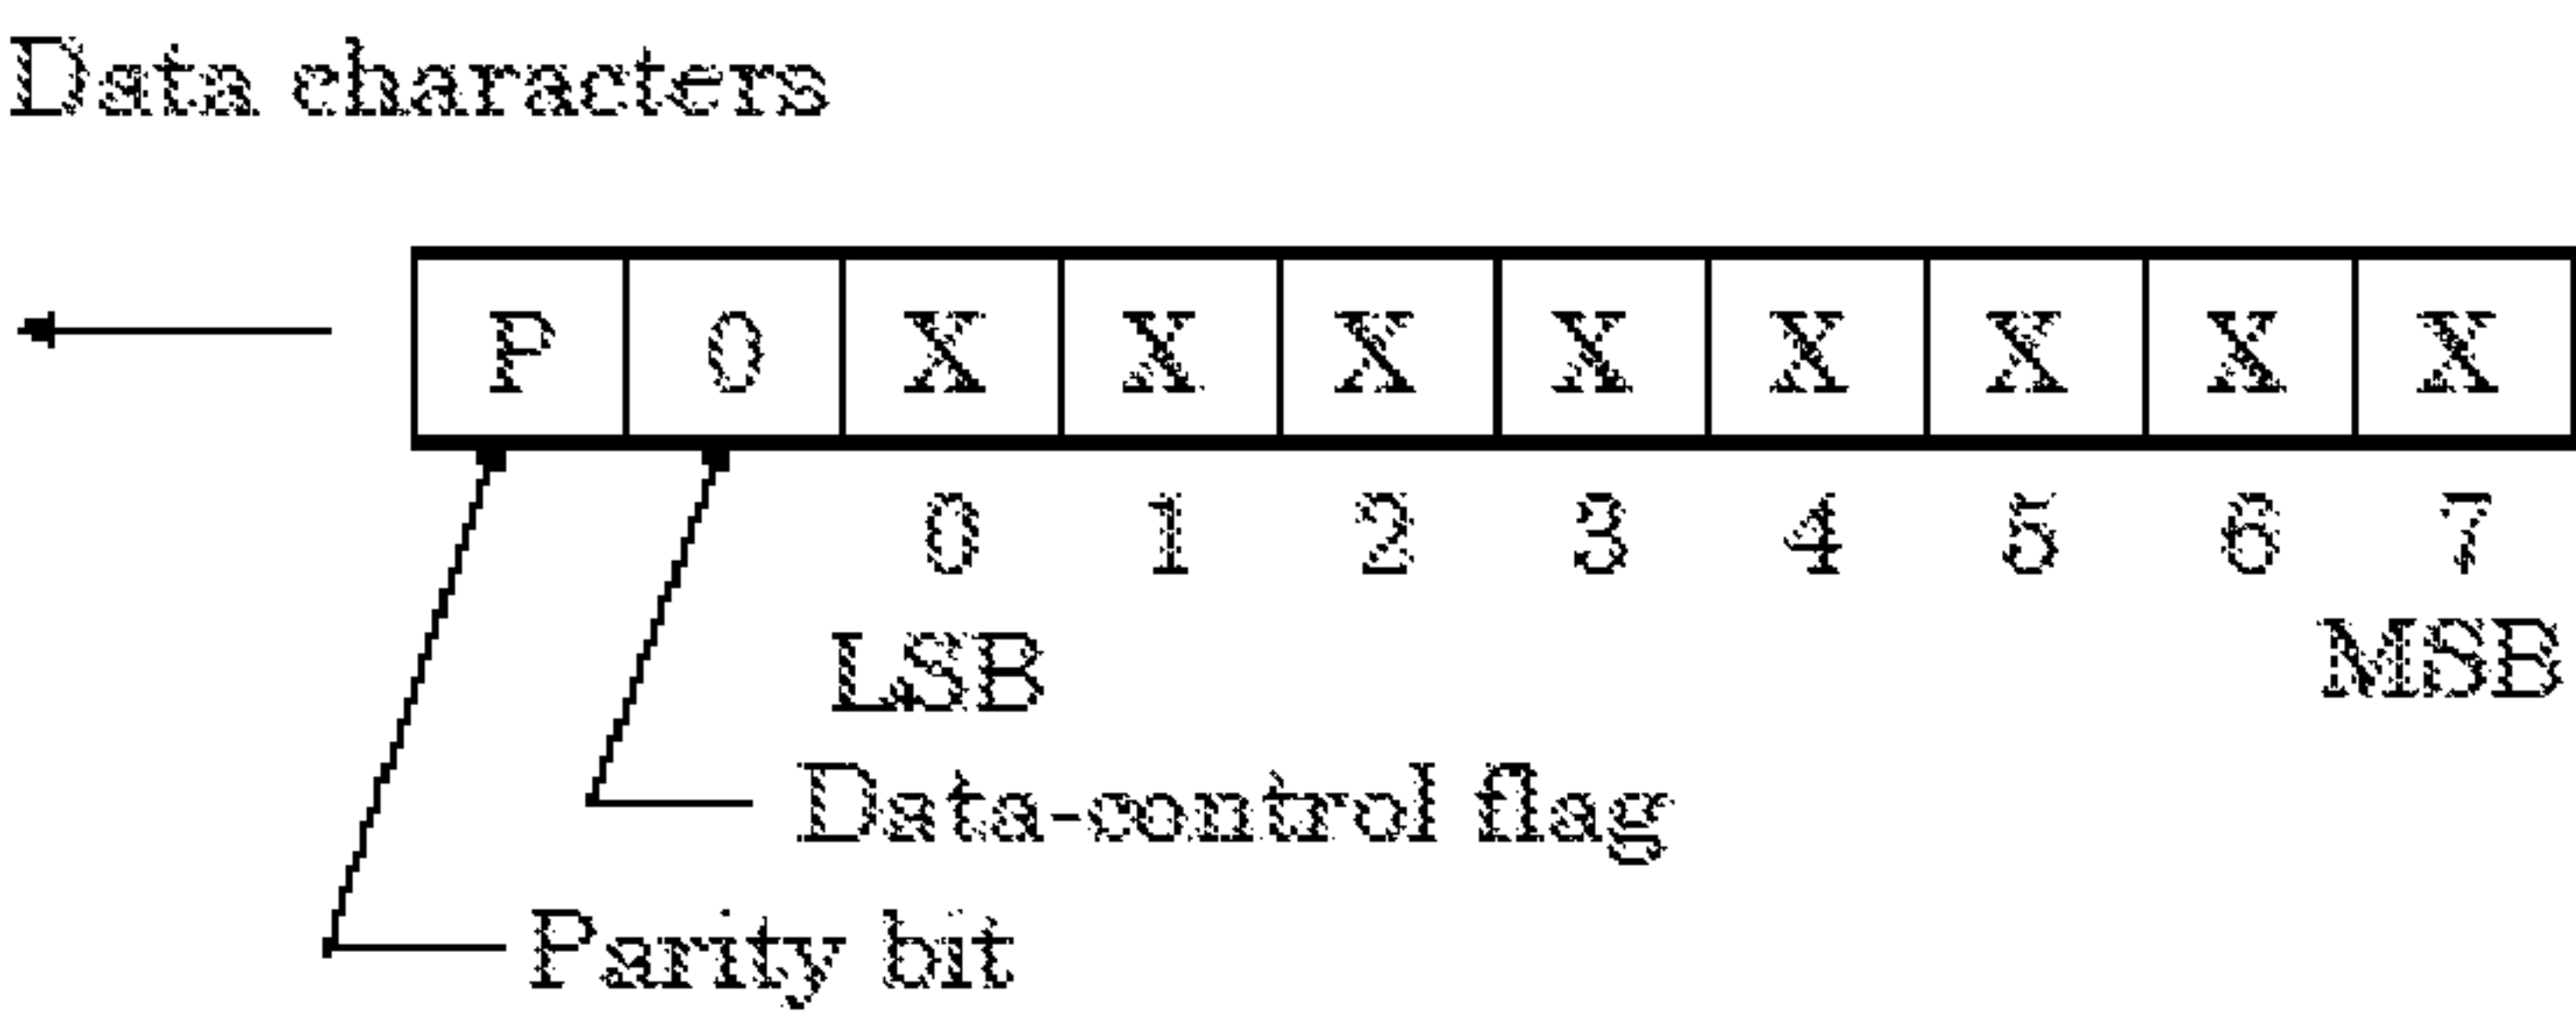 Data characters
P 0 X X X X X X X X
0 1 2 3 4 5 6 7
LSB MSB
Data-control flag
Parity bit